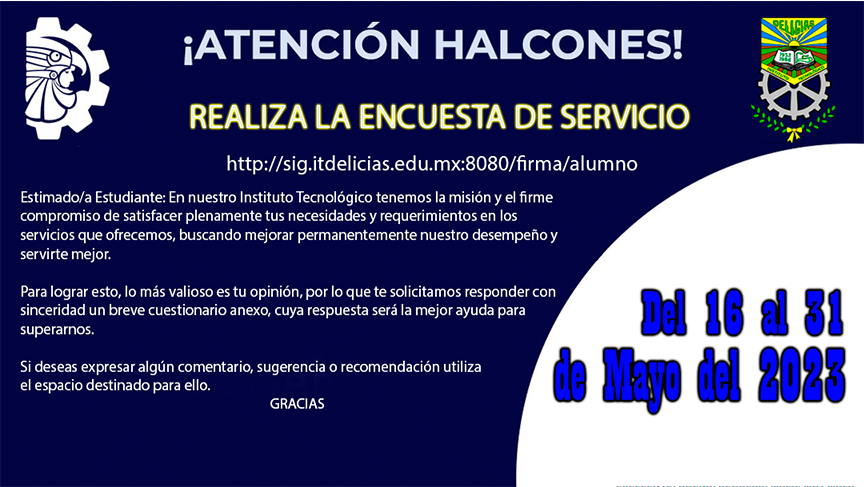 ¡ATENCIÓN HALCONES!
DELICIAS
REALIZA LA ENCUESTA DE SERVICIO
http://sig.itdelicias.edu.mx:8080/firma/alumno
Estimado/a Estudiante: En nuestro Instituto Tecnológico tenemos la misión y el firme
compromiso de satisfacer plenamente tus necesidades y requerimientos en los
servicios que ofrecemos, buscando mejorar permanentemente nuestro desempeño y
servirte mejor.
Para lograr esto, lo más valioso es tu opinión, por lo que te solicitamos responder con
sinceridad un breve cuestionario anexo, cuya respuesta será la mejor ayuda para
superarnos.
Si deseas expresar algún comentario, sugerencia o recomendación utiliza
el espacio destinado para ello.
GRACIAS
Del 16 al 31
de Mayo del 2023